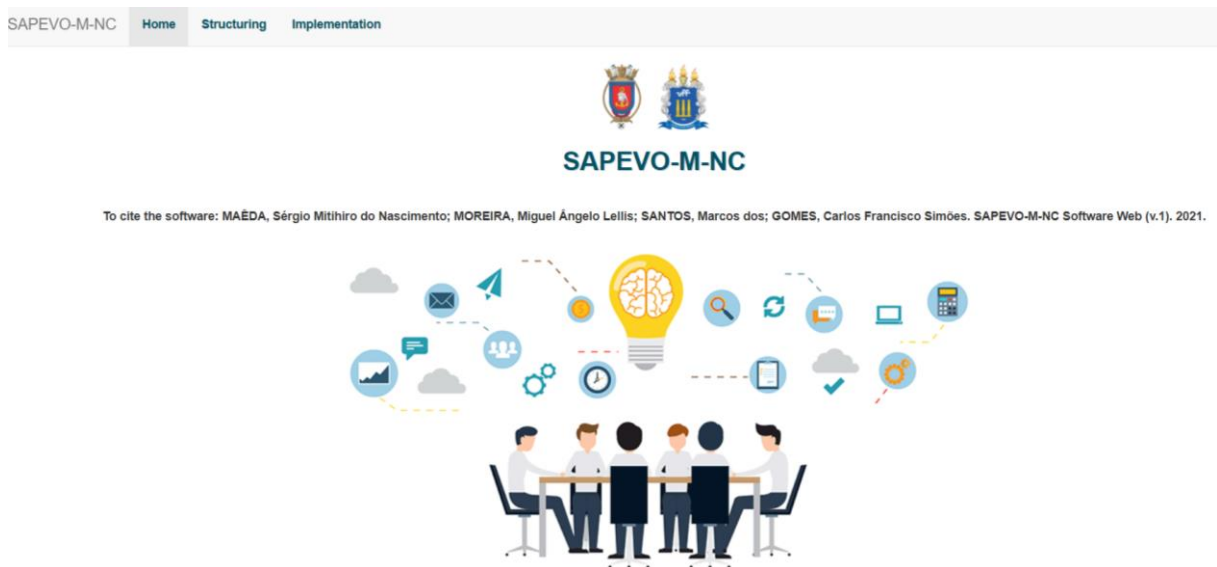 SAPEVO-M-NC Home Structuring Implementation
SAPEVO-M-NC
To cite the software: MAÊDA, Sérgio Mitihiro do Nascimento; MOREIRA, Miguel Ângelo Lellis; SANTOS, Marcos dos; GOMES, Carlos Francisco Simões. SAPEVO-M-NC Software Web (v.1). 2021.